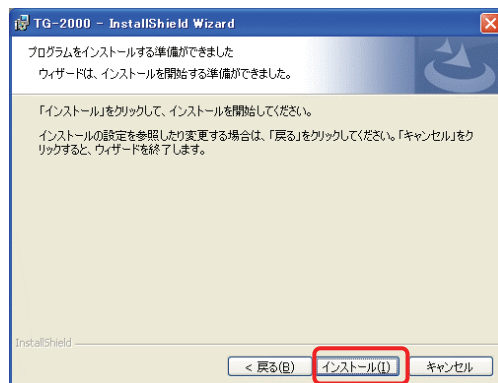 TG-2000 - InstallShield Wizard
プログラムをインストールする準備ができました
ウィザードは、インストールを開始する準備ができました。
「インストール」をクリックして、インストールを開始してください。
インストールの設定を参照したり変更する場合は、「戻る」をクリックしてください。「キャンセル」をク
リックすると、ウィザードを終了します。
InstallShield
< 戻る(B) インストール(I) キャンセル